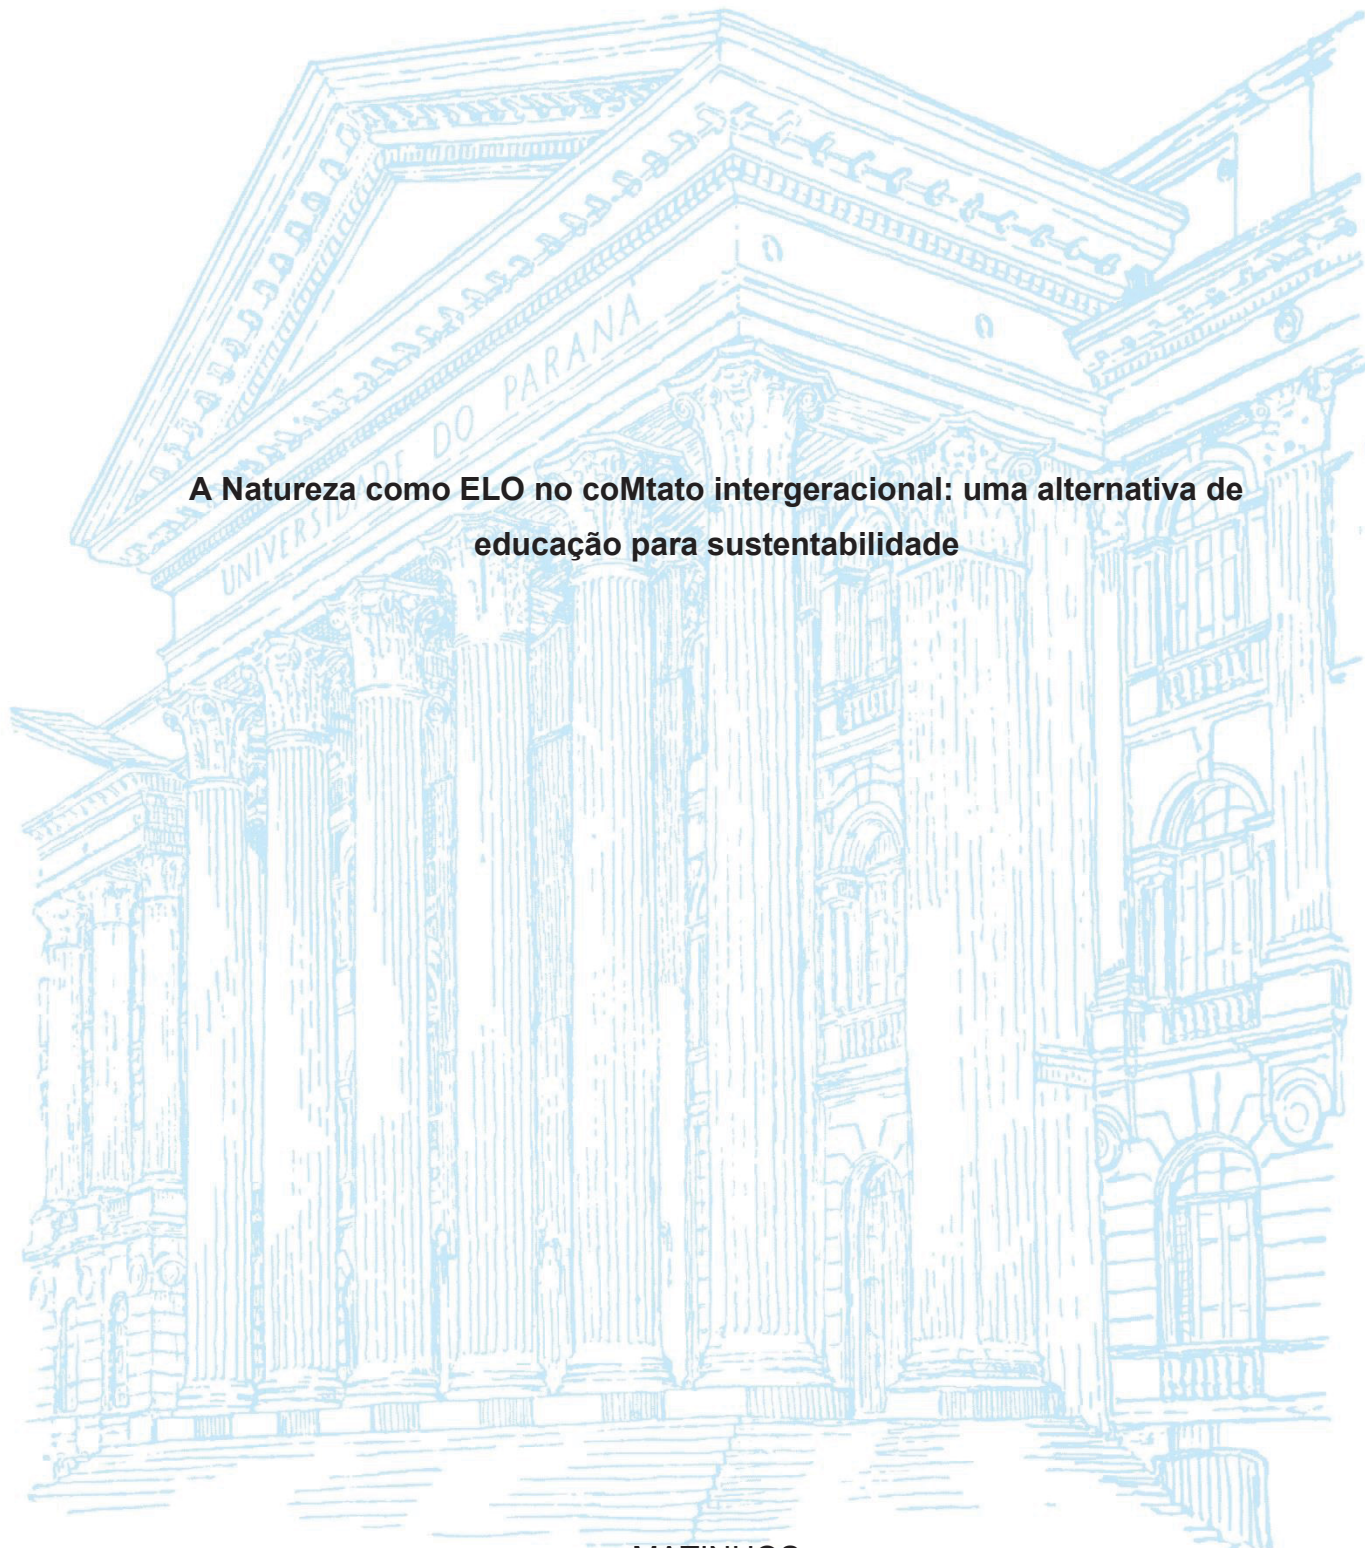 UNIVERSIDADE DO PARANÁ
A Natureza como ELO no coMtato intergeracional: uma alternativa de
educação para sustentabilidade